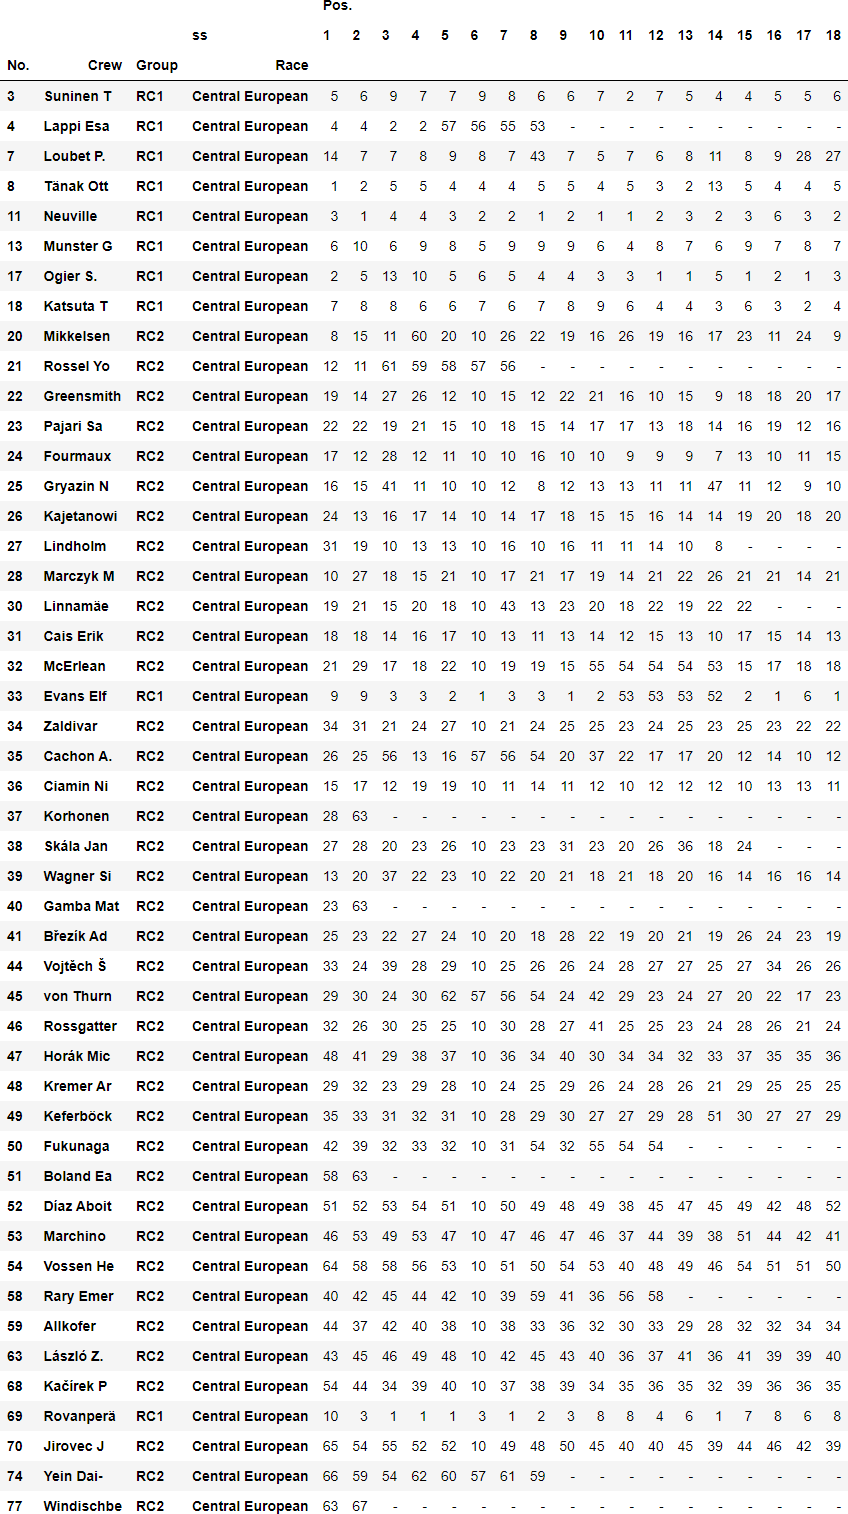 Pos.
ss 1 2 3 4 5 6 7 8 9 10 11 12 13 14 15 16 17 18
No. Crew Group Race
3 Suninen T RC1 Central European 5 6 9 7 7 9 8 6 6 7 2 7 5 4 4 5 5 6
4 Lappi Esa RC1 Central European 4 4 2 2 57 56 55 53 - - - - - - - - - -
7 Loubet P. RC1 Central European 14 7 7 8 9 8 7 43 7 5 7 6 8 11 8 9 28 27
8 Tänak Ott RC1 Central European 1 2 5 5 4 4 4 5 5 4 5 3 2 13 5 4 4 5
11 Neuville RC1 Central European 3 1 4 4 3 2 2 1 2 1 1 2 3 2 3 6 3 2
13 Munster G RC1 Central European 6 10 6 9 8 5 9 9 9 6 4 8 7 6 9 7 8 7
17 Ogier S. RC1 Central European 2 5 13 10 5 6 5 4 4 3 3 1 1 5 1 2 1 3
18 Katsuta T RC1 Central European 7 8 8 6 6 7 6 7 8 9 6 4 4 3 6 3 2 4
20 Mikkelsen RC2 Central European 8 15 11 60 20 10 26 22 19 16 26 19 16 17 23 11 24 9
21 Rossel Yo RC2 Central European 12 11 61 59 58 57 56 - - - - - - - - - - -
22 Greensmith RC2 Central European 19 14 27 26 12 10 15 12 22 21 16 10 15 9 18 18 20 17
23 Pajari Sa RC2 Central European 22 22 19 21 15 10 18 15 14 17 17 13 18 14 16 19 12 16
24 Fourmaux RC2 Central European 17 12 28 12 11 10 10 16 10 10 9 9 9 7 13 10 11 15
25 Gryazin N RC2 Central European 16 15 41 11 10 10 12 8 12 13 13 11 11 47 11 12 9 10
26 Kajetanowi RC2 Central European 24 13 16 17 14 10 14 17 18 15 15 16 14 14 19 20 18 20
27 Lindholm RC2 Central European 31 19 10 13 13 10 16 10 16 11 11 14 10 8 - - - -
28 Marczyk M RC2 Central European 10 27 18 15 21 10 17 21 17 19 14 21 22 26 21 21 14 21
30 Linnamäe RC2 Central European 19 21 15 20 18 10 43 13 23 20 18 22 19 22 22 - - -
31 Cais Erik RC2 Central European 18 18 14 16 17 10 13 11 13 14 12 15 13 10 17 15 14 13
32 McErlean RC2 Central European 21 29 17 18 22 10 19 19 15 55 54 54 54 53 15 17 18 18
33 Evans Elf RC1 Central European 9 9 3 3 2 1 3 3 1 2 53 53 53 52 2 1 6 1
34 Zaldivar RC2 Central European 34 31 21 24 27 10 21 24 25 25 23 24 25 23 25 23 22 22
35 Cachon A. RC2 Central European 26 25 56 13 16 57 56 54 20 37 22 17 17 20 12 14 10 12
36 Ciamin Ni RC2 Central European 15 17 12 19 19 10 11 14 11 12 10 12 12 12 10 13 13 11
37 Korhonen RC2 Central European 28 63 - - - - - - - - - - - - - - - -
38 Skála Jan RC2 Central European 27 28 20 23 26 10 23 23 31 23 20 26 36 18 24 - - -
39 Wagner Si RC2 Central European 13 20 37 22 23 10 22 20 21 18 21 18 20 16 14 16 16 14
40 Gamba Mat RC2 Central European 23 63 - - - - - - - - - - - - - - - -
41 Březík Ad RC2 Central European 25 23 22 27 24 10 20 18 28 22 19 20 21 19 26 24 23 19
44 Vojtěch Š RC2 Central European 33 24 39 28 29 10 25 26 26 24 28 27 27 25 27 34 26 26
45 von Thurn RC2 Central European 29 30 24 30 62 57 56 54 24 42 29 23 24 27 20 22 17 23
46 Rossgatter RC2 Central European 32 26 30 25 25 10 30 28 27 41 25 25 23 24 28 26 21 24
47 Horák Mic RC2 Central European 48 41 29 38 37 10 36 34 40 30 34 34 32 33 37 35 35 36
48 Kremer Ar RC2 Central European 29 32 23 29 28 10 24 25 29 26 24 28 26 21 29 25 25 25
49 Keferböck RC2 Central European 35 33 31 32 31 10 28 29 30 27 27 29 28 51 30 27 27 29
50 Fukunaga RC2 Central European 42 39 32 33 32 10 31 54 32 55 54 54 - - - - - -
51 Boland Ea RC2 Central European 58 63 - - - - - - - - - - - - - - - -
52 Díaz Aboit RC2 Central European 51 52 53 54 51 10 50 49 48 49 38 45 47 45 49 42 48 52
53 Marchino RC2 Central European 46 53 49 53 47 10 47 46 47 46 37 44 39 38 51 44 42 41
54 Vossen He RC2 Central European 64 58 58 56 53 10 51 50 54 53 40 48 49 46 54 51 51 50
58 Rary Emer RC2 Central European 40 42 45 44 42 10 39 59 41 36 56 58 - - - - - -
59 Allkofer RC2 Central European 44 37 42 40 38 10 38 33 36 32 30 33 29 28 32 32 34 34
63 László Z. RC2 Central European 43 45 46 49 48 10 42 45 43 40 36 37 41 36 41 39 39 40
68 Kačírek P RC2 Central European 54 44 34 39 40 10 37 38 39 34 35 36 35 32 39 36 36 35
69 Rovanperä RC1 Central European 10 3 1 1 1 3 1 2 3 8 8 4 6 1 7 8 6 8
70 Jirovec J RC2 Central European 65 54 55 52 52 10 49 48 50 45 40 40 45 39 44 46 42 39
74 Yein Dai- RC2 Central European 66 59 54 62 60 57 61 59 - - - - - - - - - -
77 Windischbe RC2 Central European 63 67 - - - - - - - - - - - - - - - -